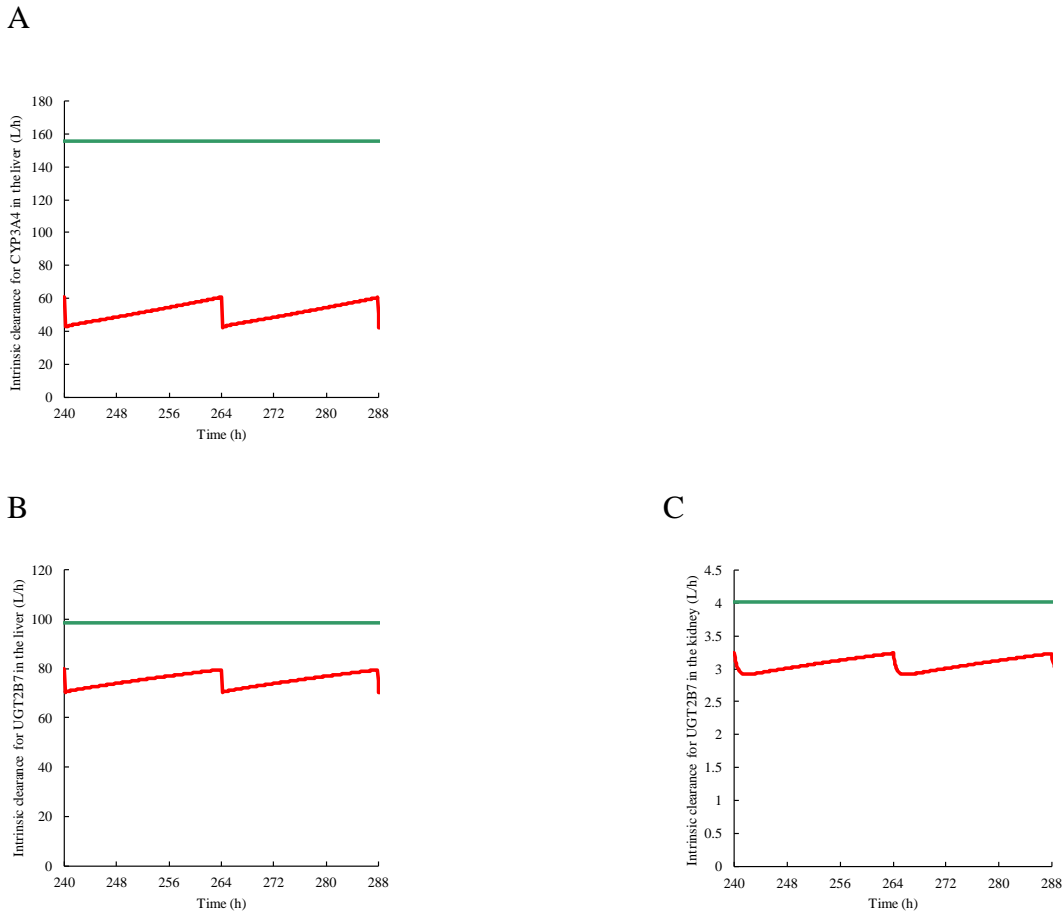 A
Intrinsic clearance for CYP3A4 in the liver (L/h)
180
160
140
120
100
80
60
40
20
0
240 248 256 264 272 280 288
Time (h)
B
Intrinsic clearance for UGT2B7 in the liver (L/h)
120
100
80
60
40
20
0
240 248 256 264 272 280 288
Time (h)
C
Intrinsic clearance for UGT2B7 in the kidney (L/h)
4.5
4
3.5
3
2.5
2
1.5
1
0.5
0
240 248 256 264 272 280 288
Time (h)